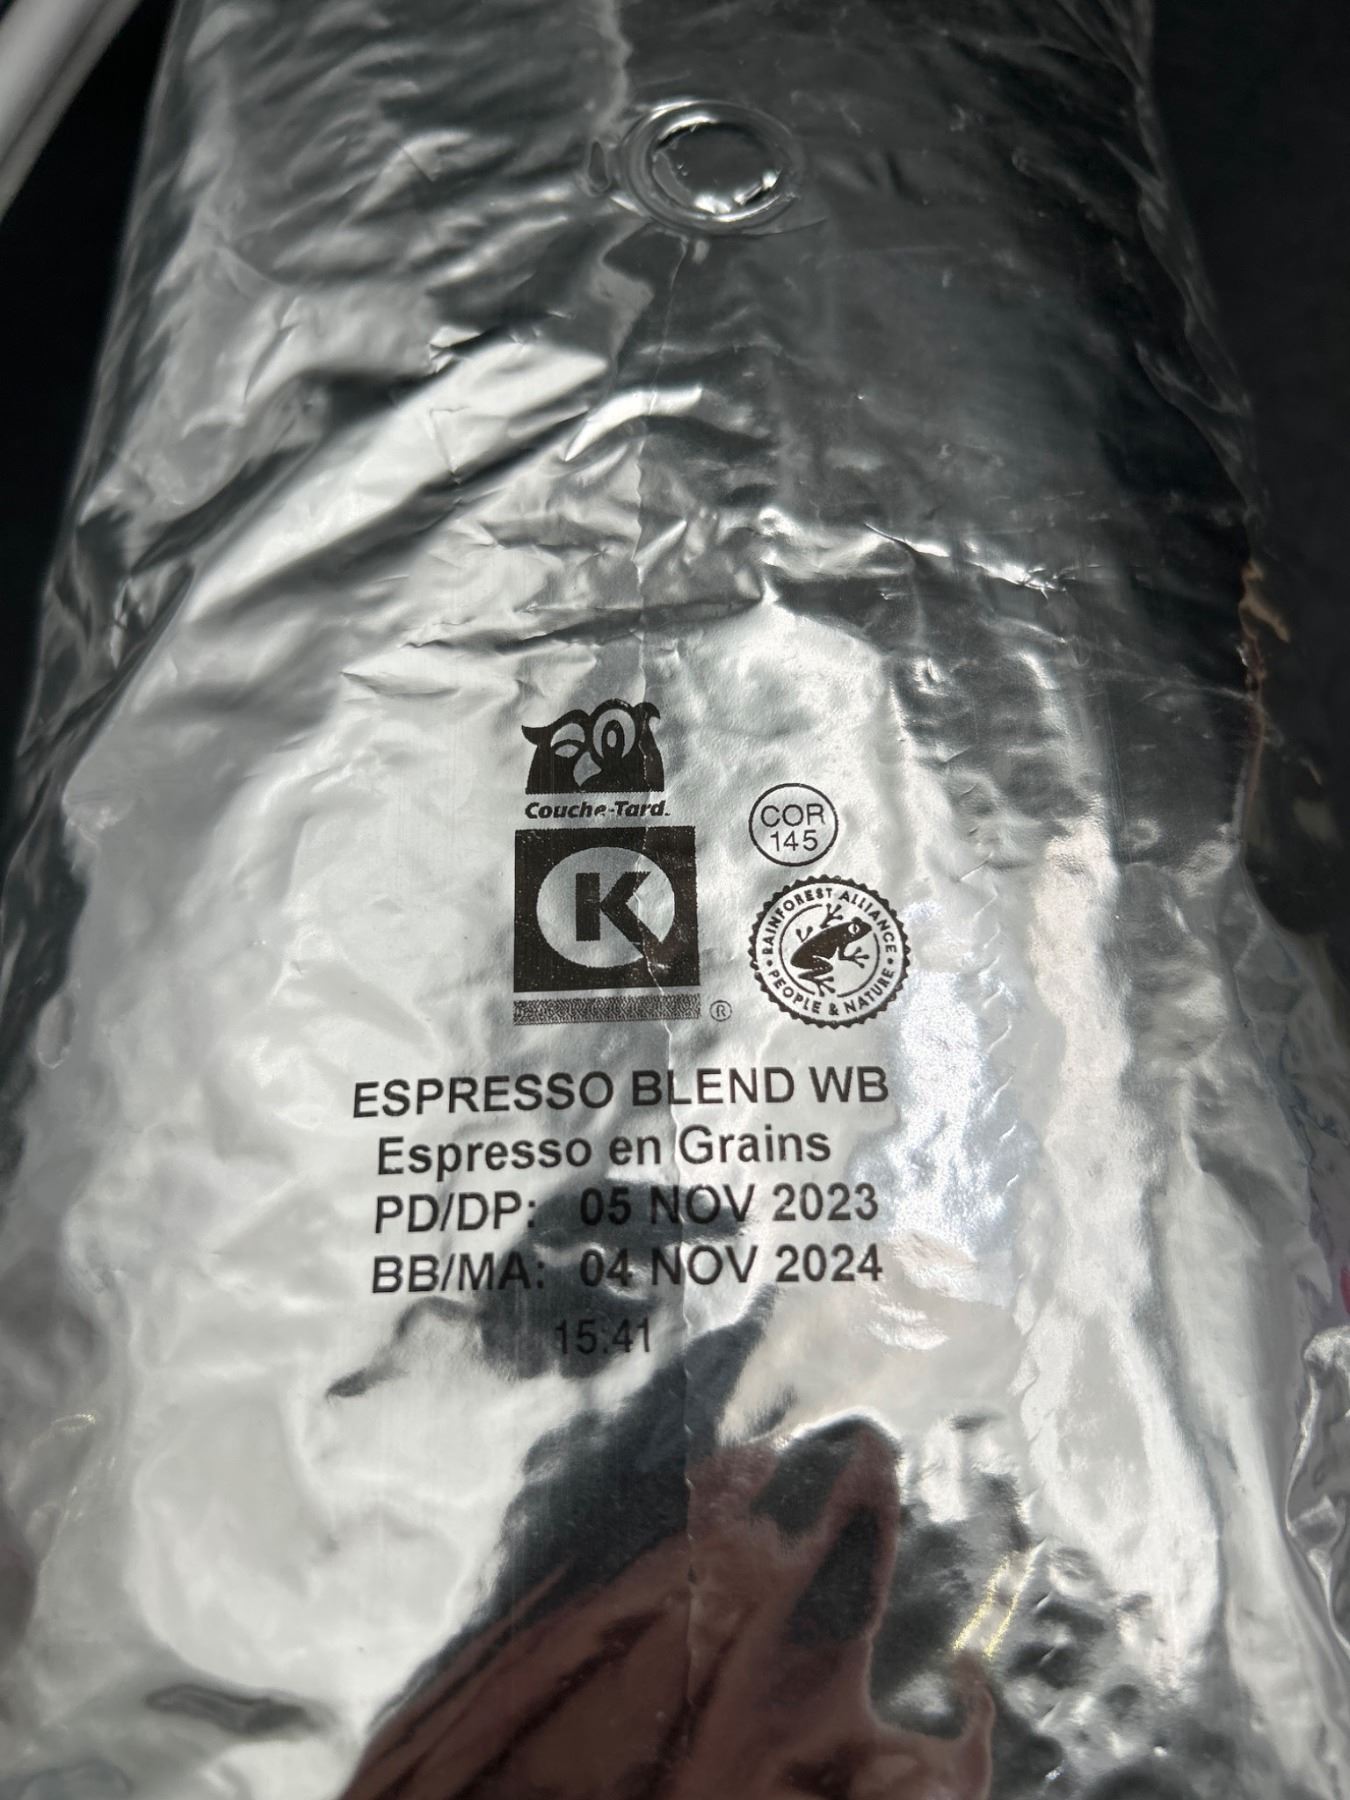 Couche-Tard.
COR
145
K
®
RAINFOREST ALLIANCE
• PEOPLE & NATURE •
ESPRESSO BLEND WB
Espresso en Grains
PD/DP: 05 NOV 2023
BB/MA: 04 NOV 2024
15:41